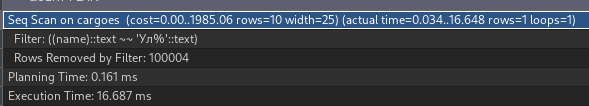 Seq Scan on cargoes (cost=0.00..1985.06 rows=10 width=25) (actual time=0.034..16.648 rows=1 loops=1)
Filter: ((name)::text ~~ 'Ул%'::text)
Rows Removed by Filter: 100004
Planning Time: 0.161 ms
Execution Time: 16.687 ms